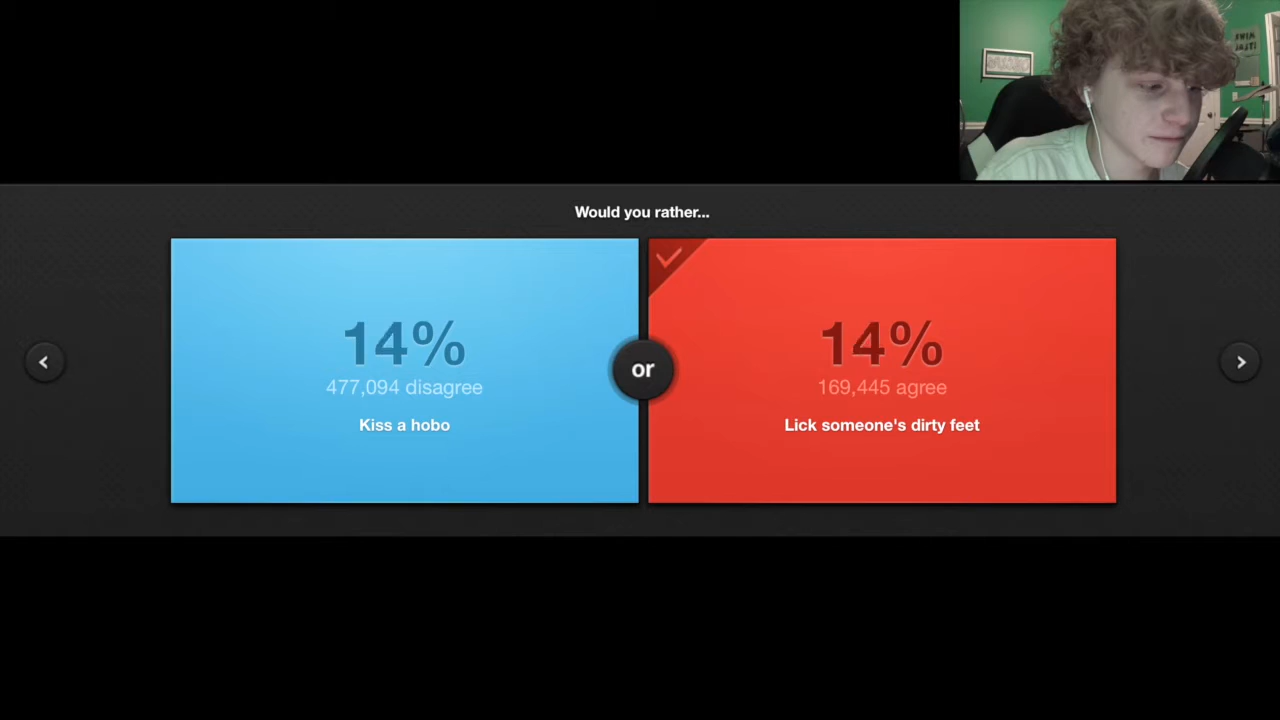 Would you rather...
14%
477,094 disagree
Kiss a hobo
or
14%
169,445 agree
Lick someone's dirty feet